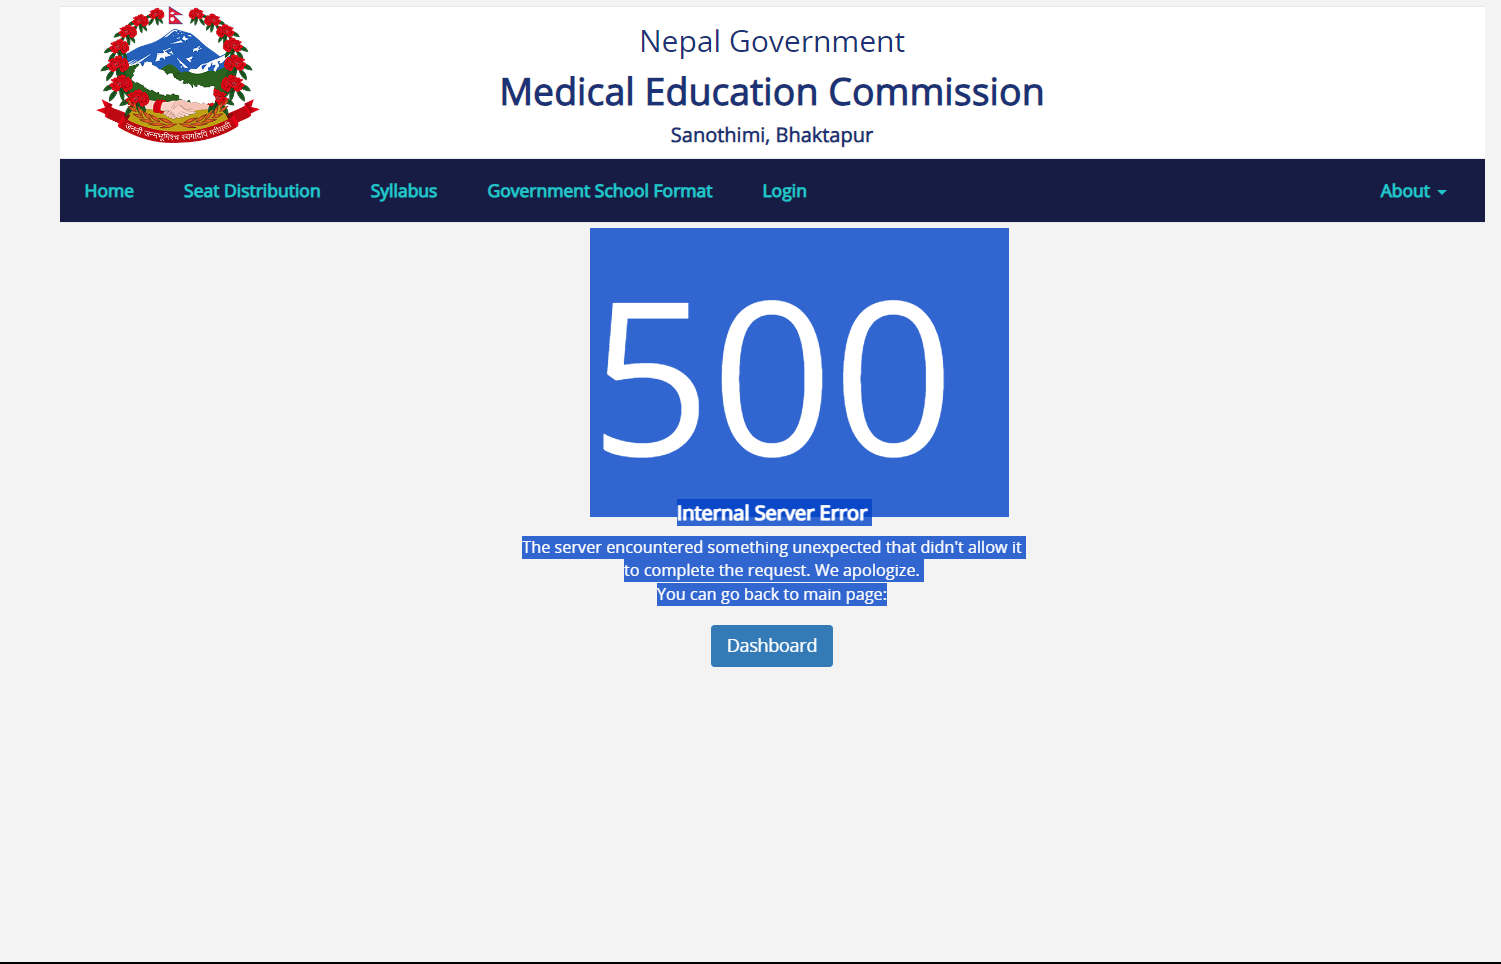 Nepal Government
Medical Education Commission
Sanothimi, Bhaktapur
जननी जन्मभूमिश्च स्वर्गादपि गरीयसी
Home Seat Distribution Syllabus Government School Format Login About
500
Internal Server Error
The server encountered something unexpected that didn't allow it
to complete the request. We apologize.
You can go back to main page:
Dashboard